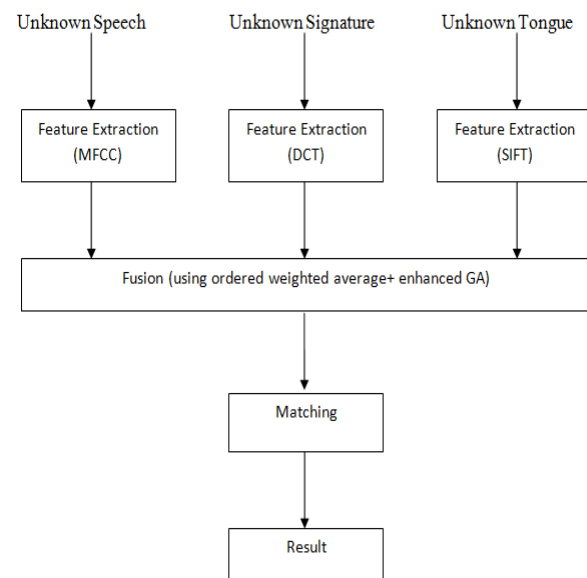 Unknown Speech
Unknown Signature
Unknown Tongue
Feature Extraction
(MFCC)
Feature Extraction
(DCT)
Feature Extraction
(SIFT)
Fusion (using ordered weighted average+ enhanced GA)
Matching
Result